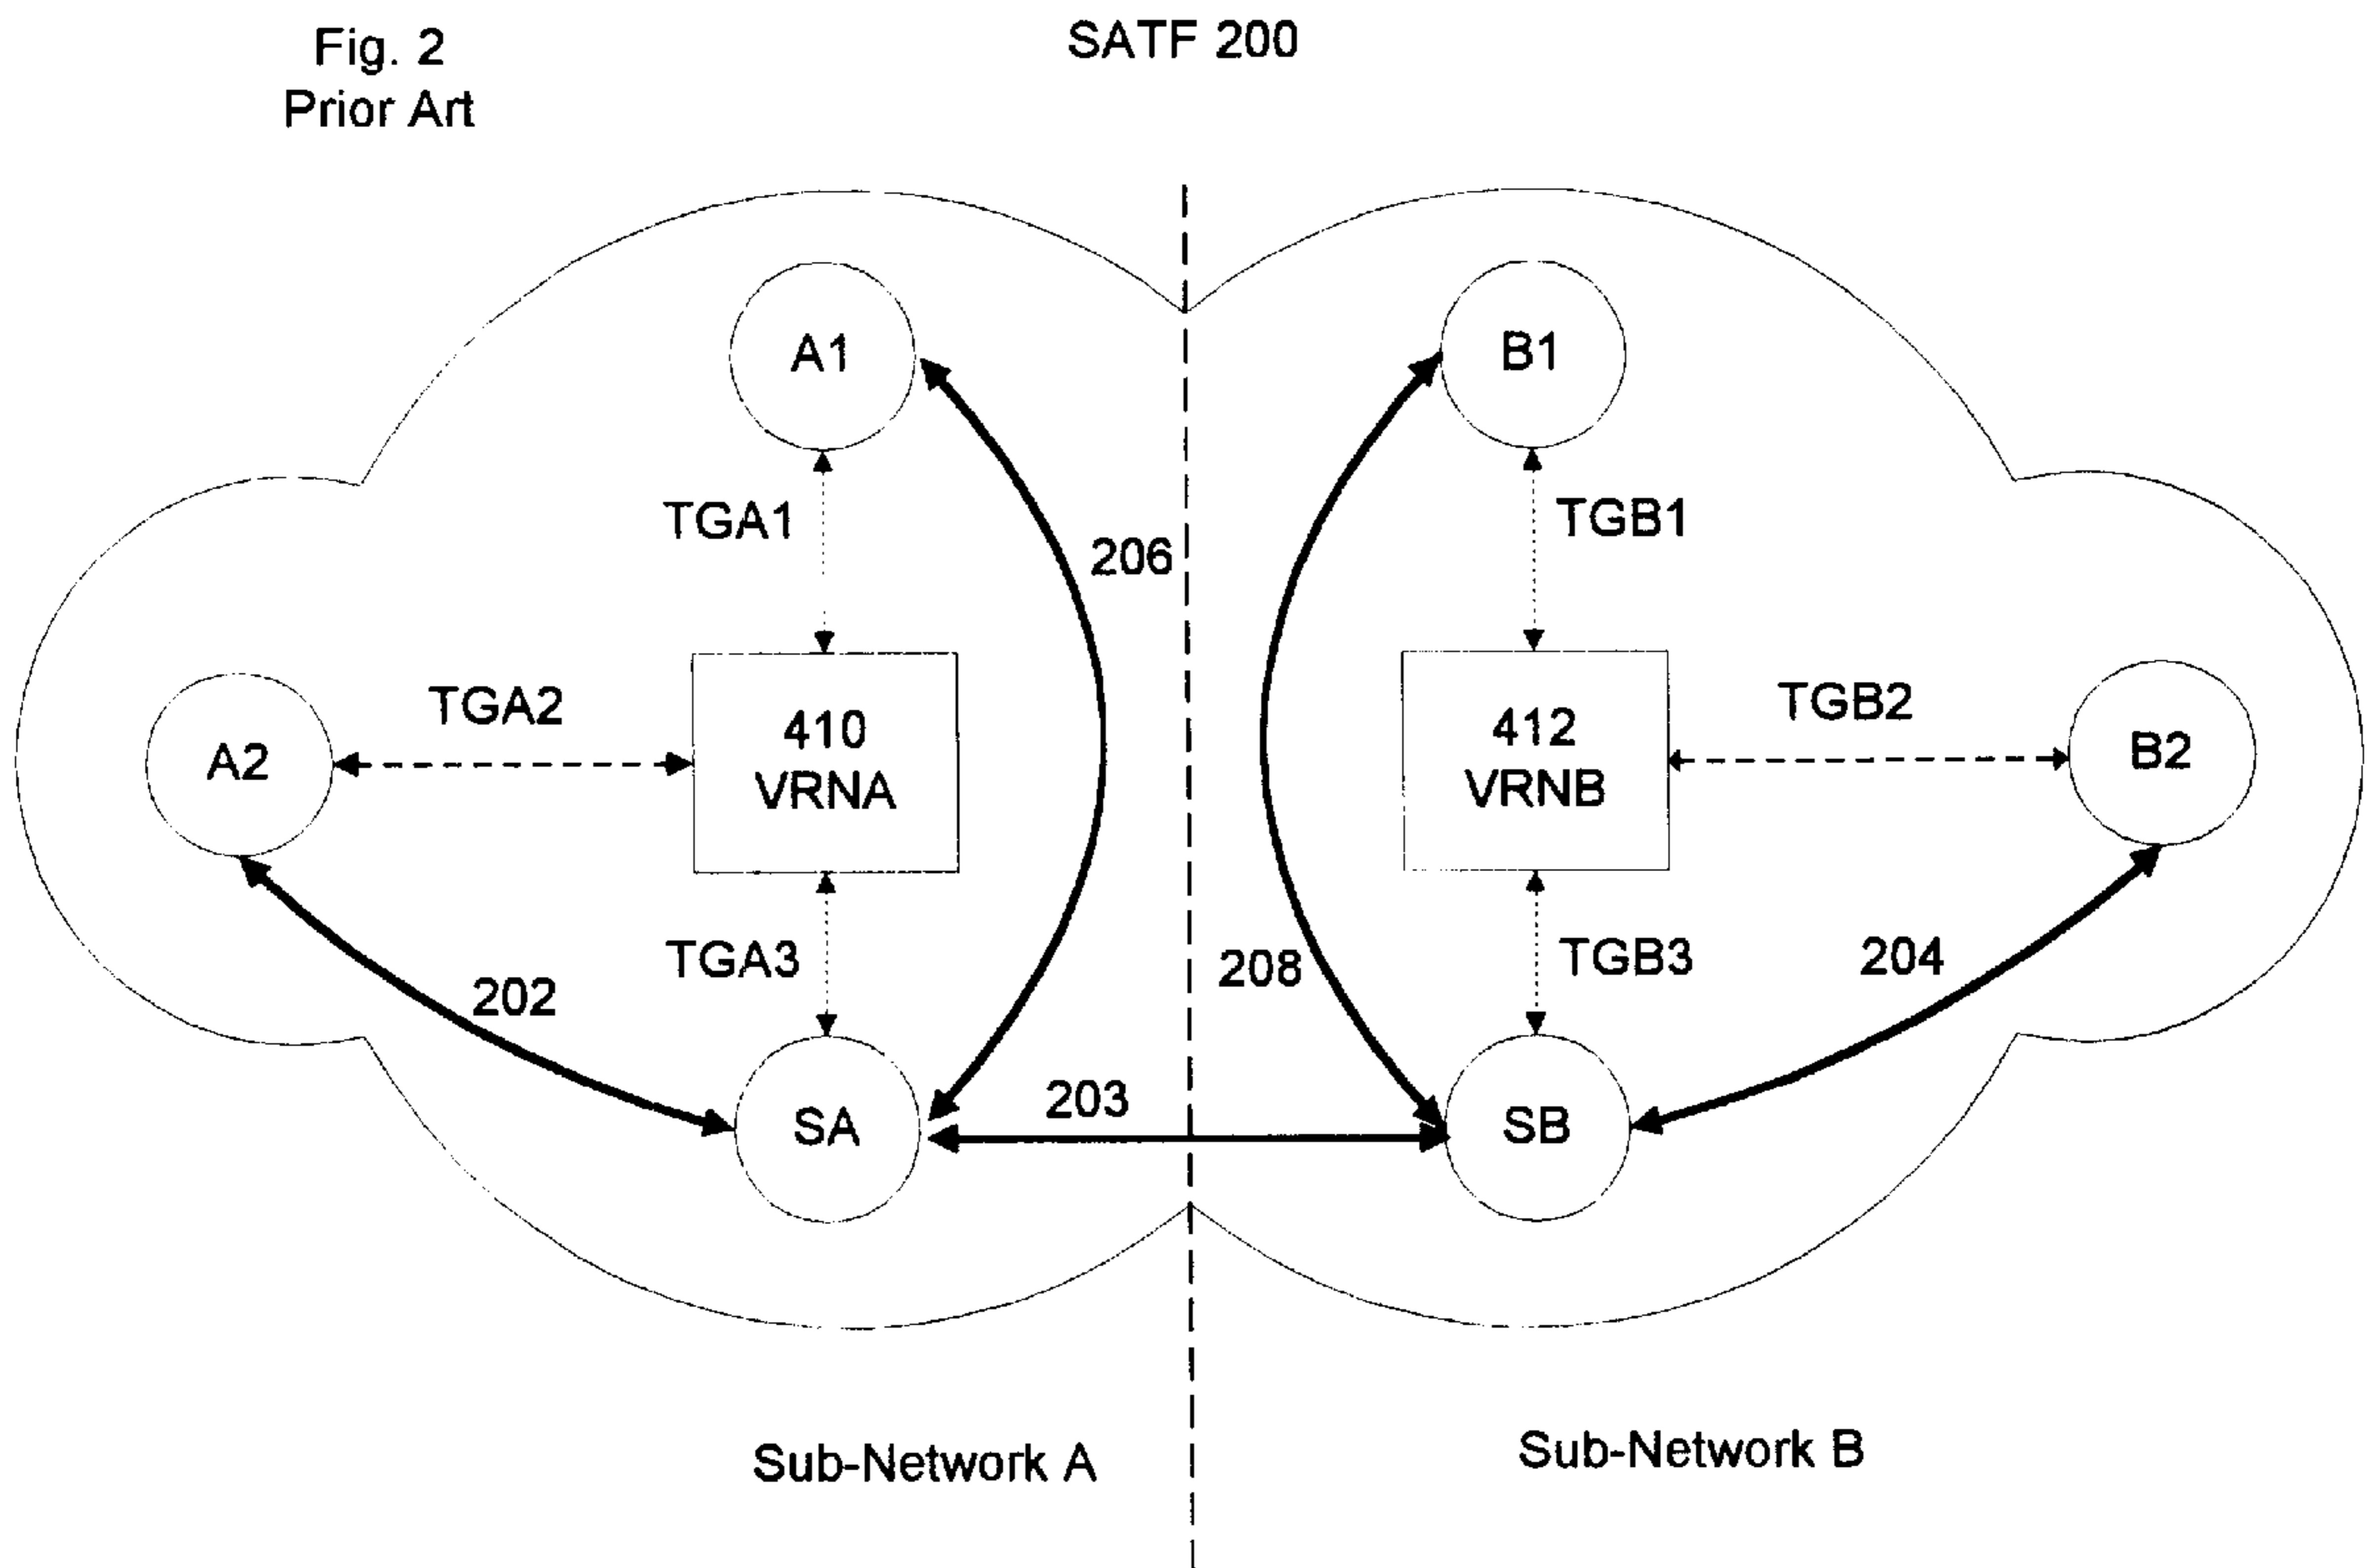 Fig. 2
Prior Art
SATF 200
A1
B1
TGA1
TGB1
206
A2
TGA2
410
VRNA
412
VRNB
TGB2
B2
TGA3
202
208
TGB3
204
SA
203
SB
Sub-Network A
Sub-Network B